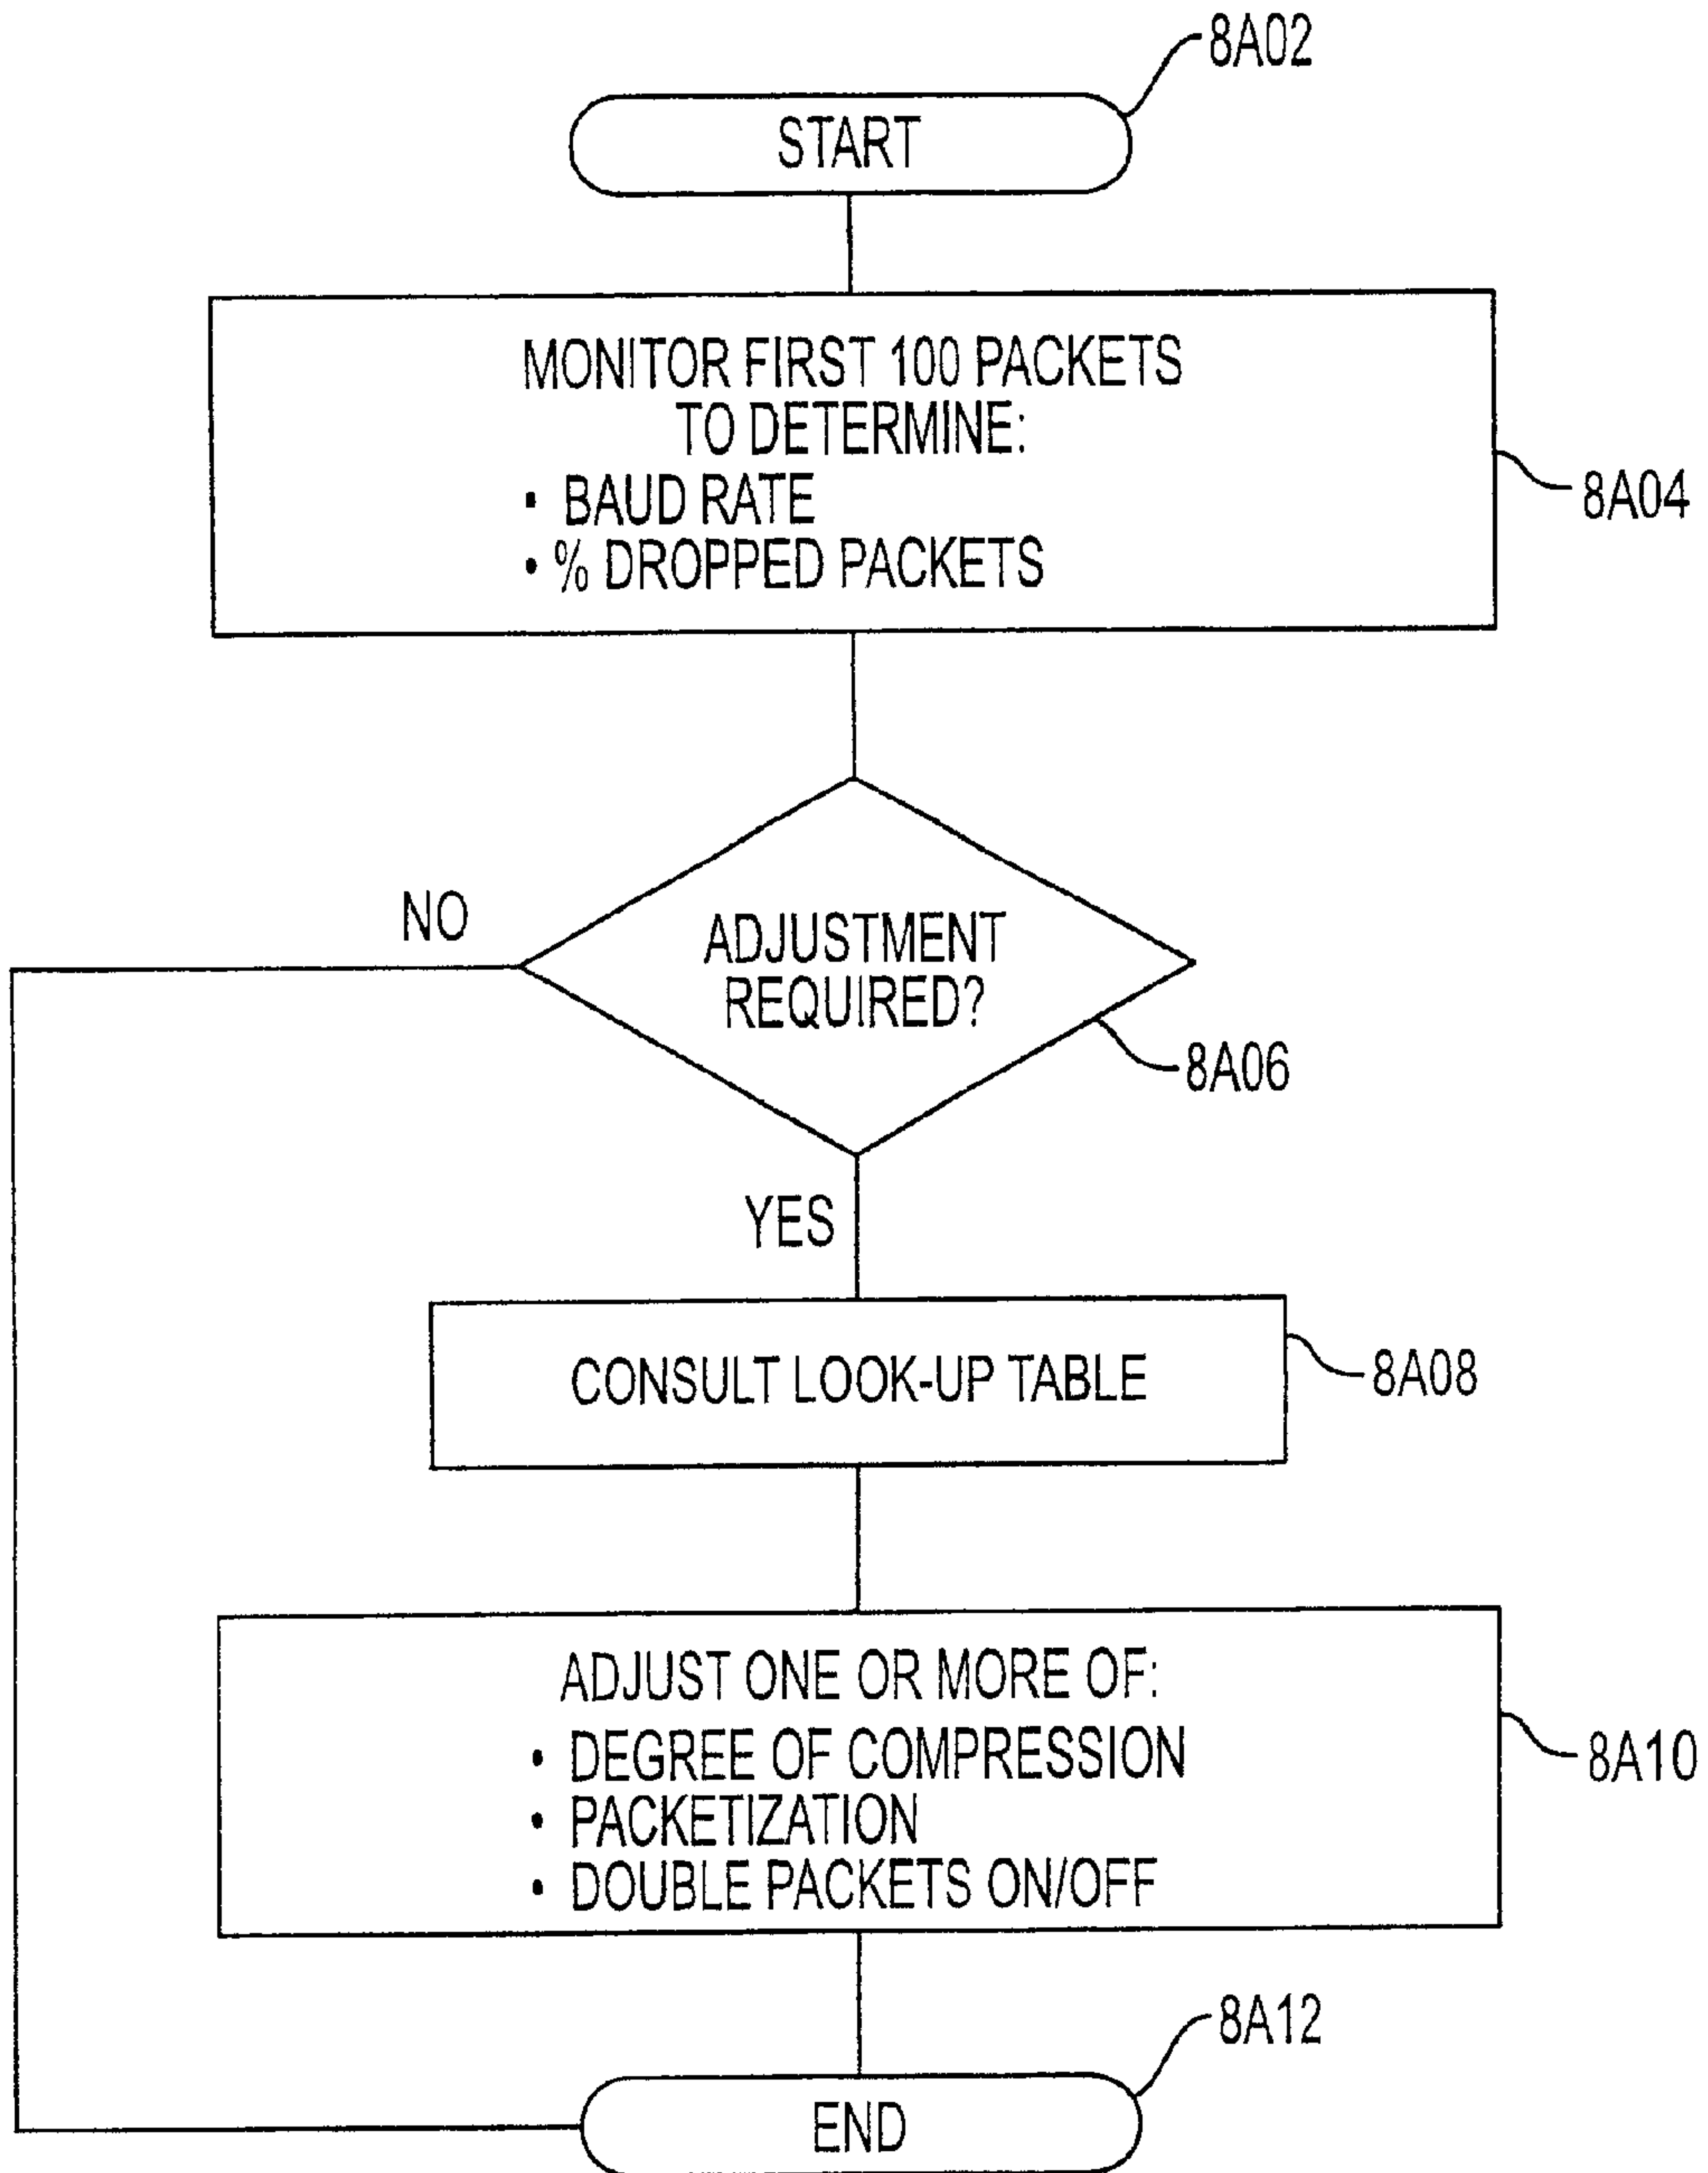 8A02
START
MONITOR FIRST 100 PACKETS
TO DETERMINE:
• BAUD RATE
• % DROPPED PACKETS
8A04
NO
ADJUSTMENT
REQUIRED?
8A06
YES
CONSULT LOOK-UP TABLE
8A08
ADJUST ONE OR MORE OF:
• DEGREE OF COMPRESSION
• PACKETIZATION
• DOUBLE PACKETS ON/OFF
8A10
8A12
END